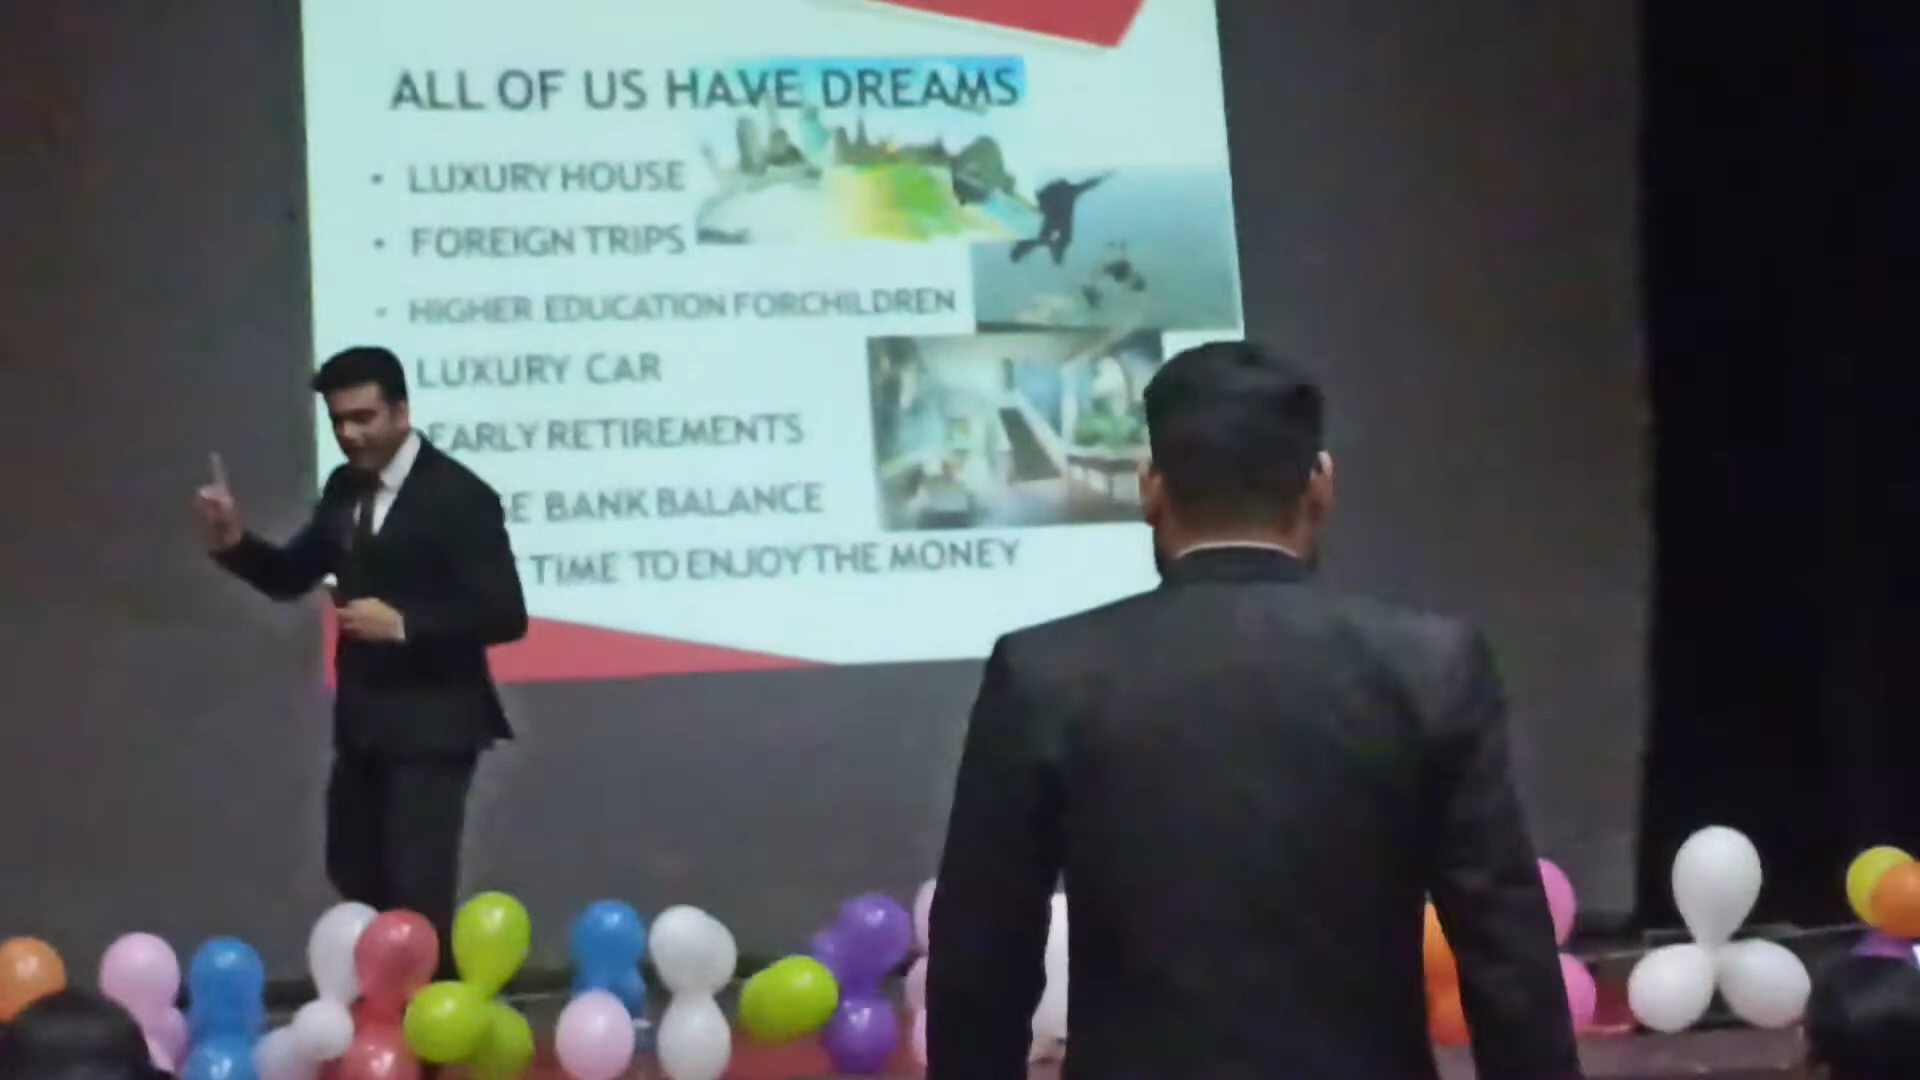 ALL OF US HAVE DREAMS
• LUXURY HOUSE
• FOREIGN TRIPS
• HIGHER EDUCATION FORCHILDREN
LUXURY CAR
EARLY RETIREMENTS
BANK BALANCE
TIME TO ENJOY THE MONEY